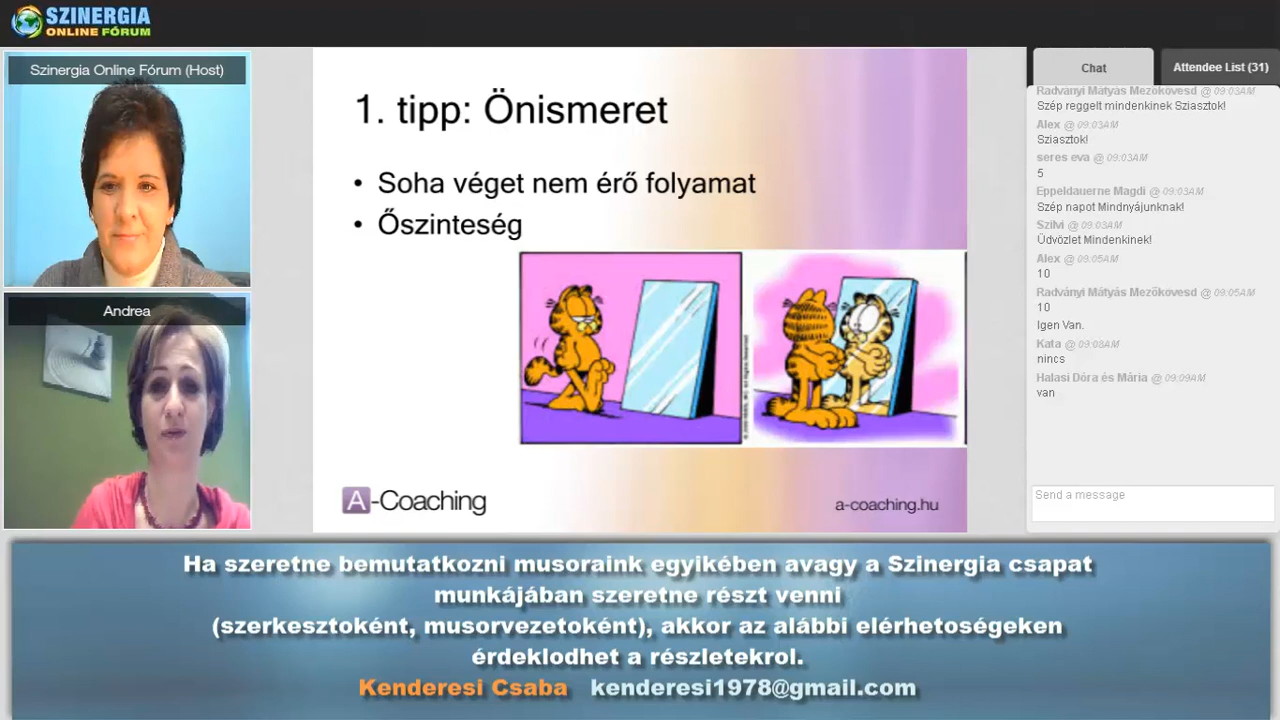 SZINERGIA
ONLINE FÓRUM
Szinergia Online Fórum (Host)
Andrea
1. tipp: Önismeret
• Soha véget nem érő folyamat
• Őszinteség
A-Coaching
a-coaching.hu
Chat
Attendee List (31)
Radványi Mátyás Mezőkövesd @ 09:03AM
Szép reggelt mindenkinek Sziasztok!
Alex @ 09:03AM
Sziasztok!
seres eva @ 09:03AM
5
Eppeldauerne Magdi @ 09:03AM
Szép napot Mindnyájunknak!
Szilvi @ 09:03AM
Üdvözlet Mindenkinek!
Alex @ 09:05AM
10
Radványi Mátyás Mezőkövesd @ 09:05AM
10
Igen Van.
Kata @ 09:08AM
nincs
Halasi Dóra és Mária @ 09:09AM
van
Send a message
Ha szeretne bemutatkozni musoraink egyikében avagy a Szinergia csapat
munkájában szeretne részt venni
(szerkesztoként, musorvezetoként), akkor az alábbi elérhetoségeken
érdeklodhet a részletekrol.
Kenderesi Csaba kenderesi1978@gmail.com